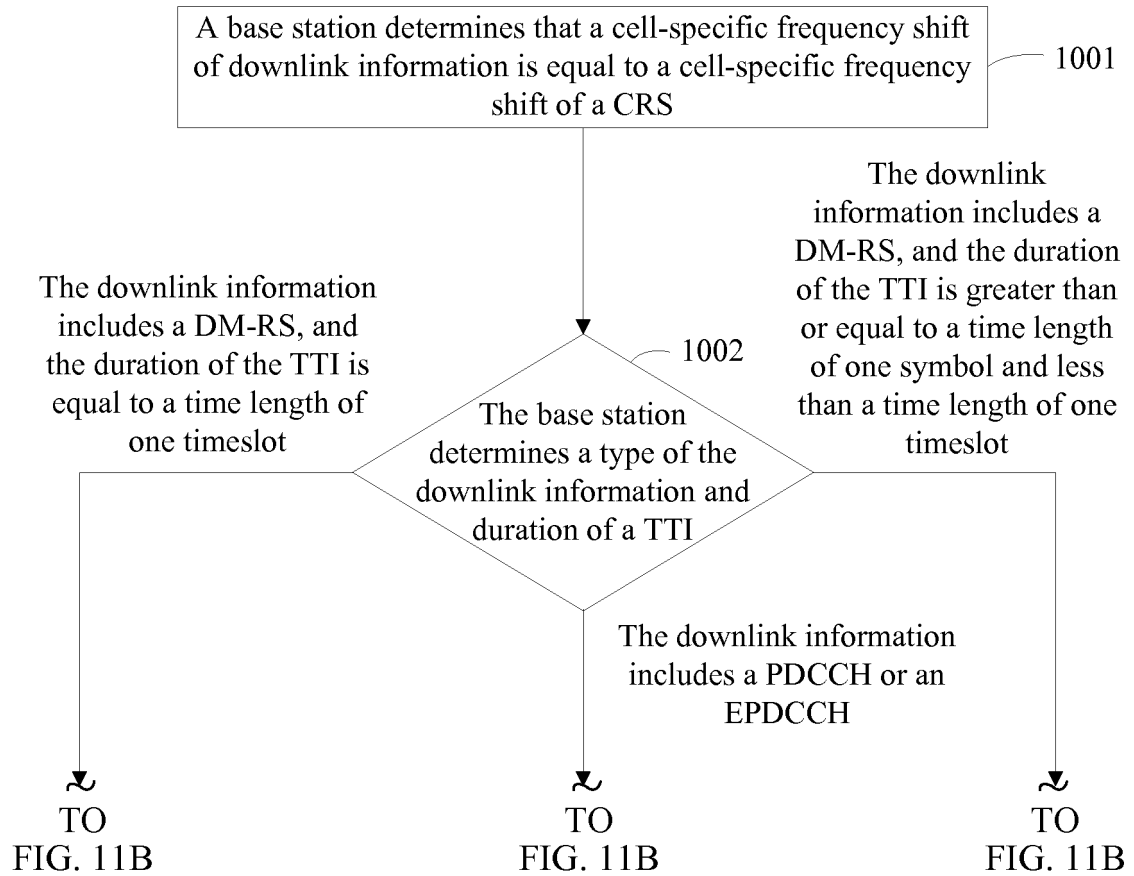 A base station determines that a cell-specific frequency shift
of downlink information is equal to a cell-specific frequency
shift of a CRS
1001
The downlink
information includes a
DM-RS, and the duration
of the TTI is greater than
or equal to a time length
of one symbol and less
than a time length of one
timeslot
The downlink information
includes a DM-RS, and
the duration of the TTI is
equal to a time length of
one timeslot
1002
The base station
determines a type of the
downlink information and
duration of a TTI
The downlink information
includes a PDCCH or an
EPDCCH
TO
FIG. 11B
TO
FIG. 11B
TO
FIG. 11B